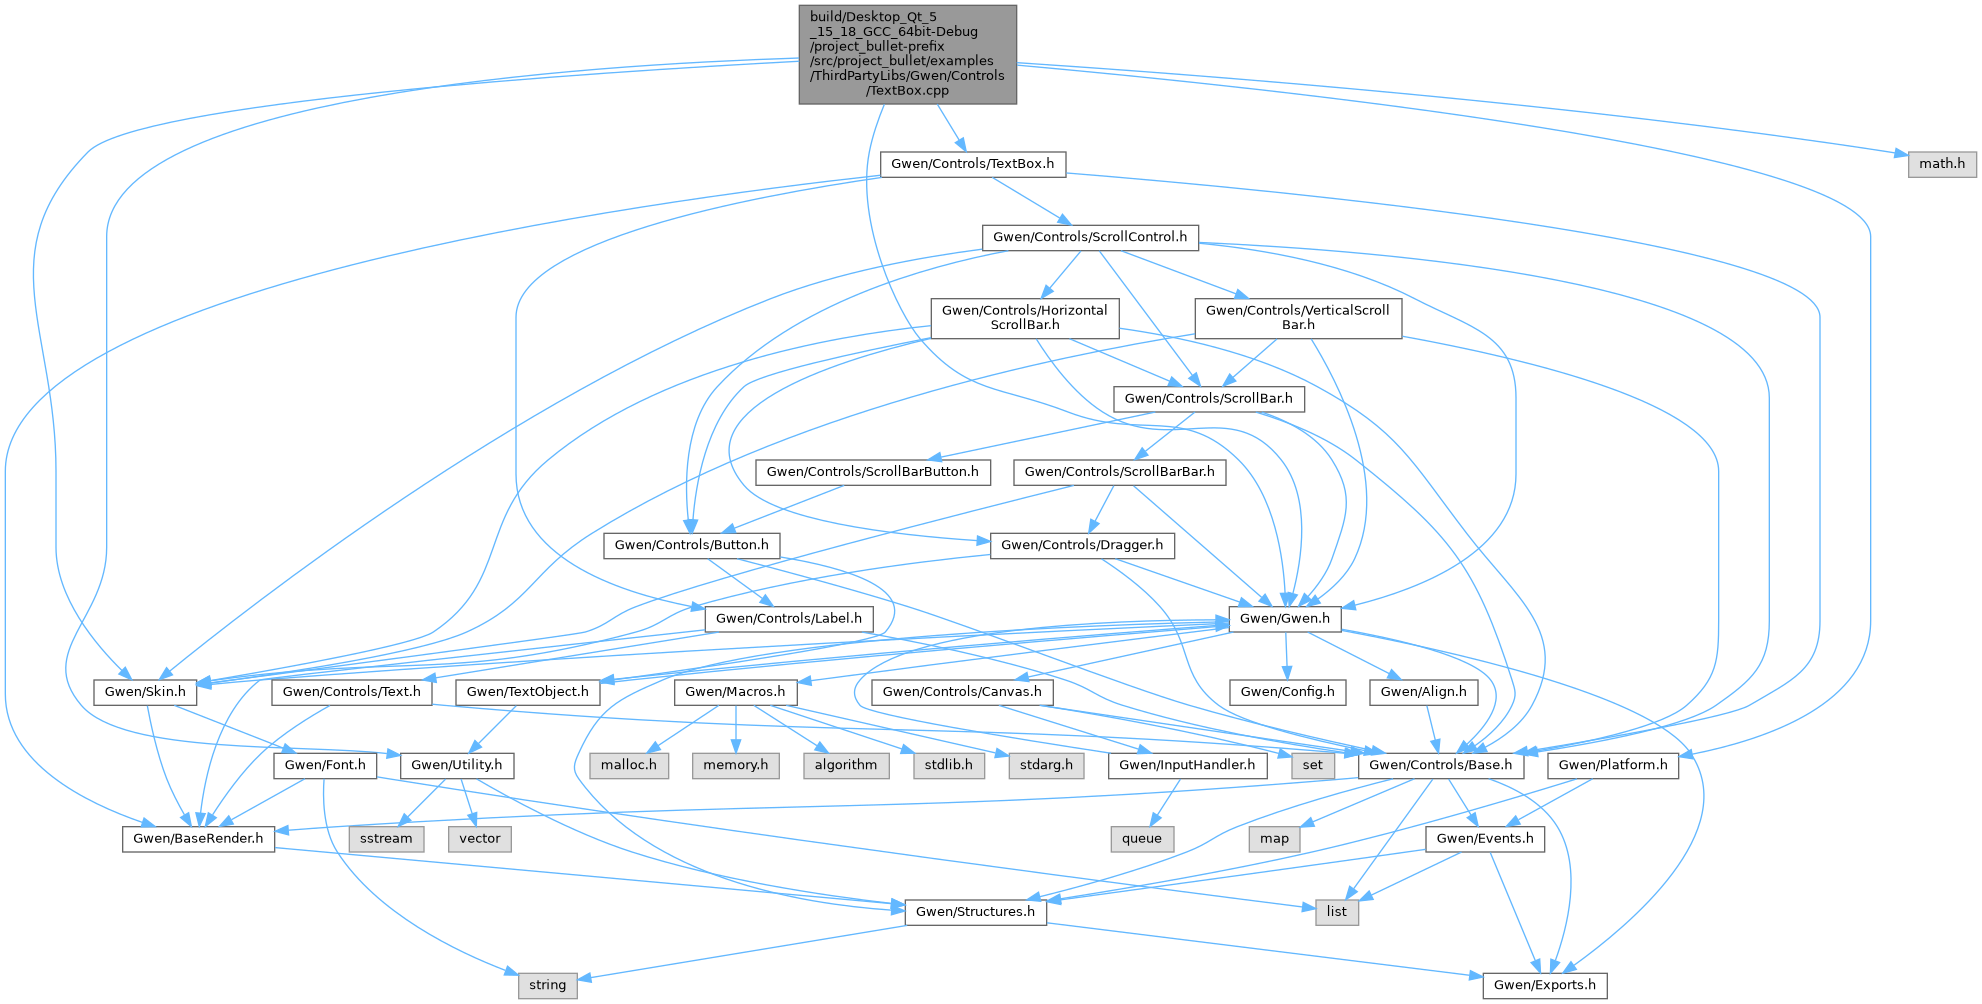 build/Desktop_Qt_5
_15_18_GCC_64bit-Debug
/project_bullet-prefix
/src/project_bullet/examples
/ThirdPartyLibs/Gwen/Controls
/TextBox.cpp
Gwen/Controls/TextBox.h
math.h
Gwen/Controls/ScrollControl.h
Gwen/Controls/Horizontal
ScrollBar.h
Gwen/Controls/VerticalScroll
Bar.h
Gwen/Controls/ScrollBar.h
Gwen/Controls/ScrollBarButton.h
Gwen/Controls/ScrollBarBar.h
Gwen/Controls/Button.h
Gwen/Controls/Dragger.h
Gwen/Controls/Label.h
Gwen/Gwen.h
Gwen/Skin.h
Gwen/Controls/Text.h
Gwen/TextObject.h
Gwen/Macros.h
Gwen/Controls/Canvas.h
Gwen/Config.h
Gwen/Align.h
Gwen/Font.h
Gwen/Utility.h
malloc.h
memory.h
algorithm
stdlib.h
stdarg.h
Gwen/InputHandler.h
set
Gwen/Controls/Base.h
Gwen/Platform.h
Gwen/BaseRender.h
sstream
vector
queue
map
Gwen/Events.h
Gwen/Structures.h
list
string
Gwen/Exports.h